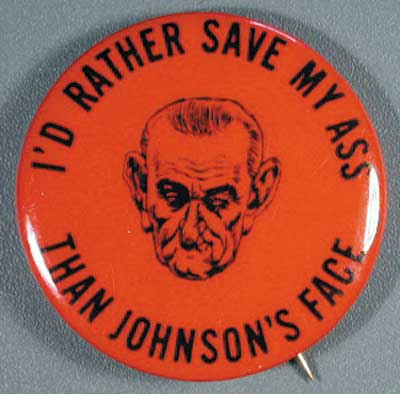 I'D RATHER SAVE MY ASS
THAN JOHNSON'S FACE